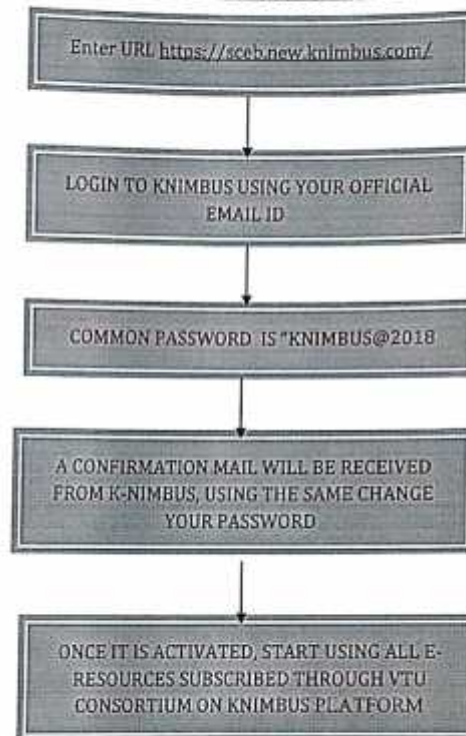 Enter URL https://sceb.new.knimbus.com/
LOGIN TO KNIMBUS USING YOUR OFFICIAL
EMAIL ID
COMMON PASSWORD IS "KNIMBUS@2018
A CONFIRMATION MAIL WILL BE RECEIVED
FROM K-NIMBUS, USING THE SAME CHANGE
YOUR PASSWORD
ONCE IT IS ACTIVATED, START USING ALL E-
RESOURCES SUBSCRIBED THROUGH VTU
CONSORTIUM ON KNIMBUS PLATFORM